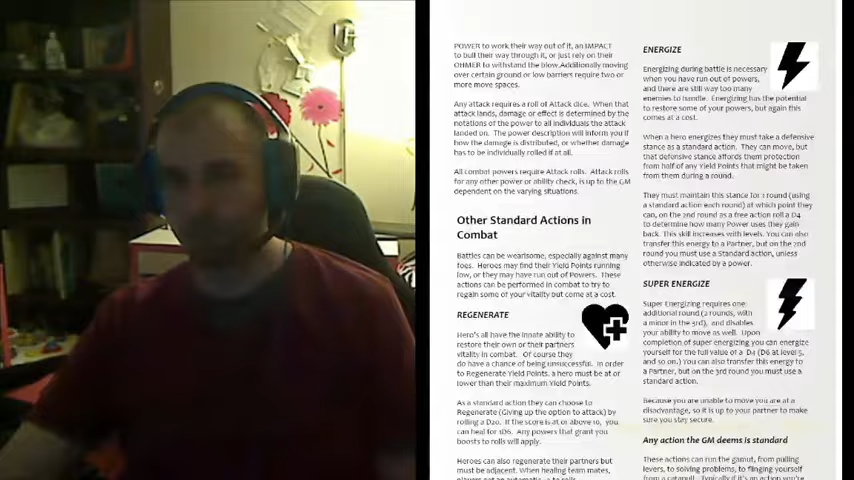 POWER to work their way out of it, an IMPACT
to bull their way through it, or just rely on their
OHMER to withstand the blow.Additionally moving
over certain ground or low barriers require two or
more move spaces.
Any attack requires a roll of Attack dice. When that
attack lands, damage or effect is determined by the
notations of the power to all individuals the attack
landed on. The power description will inform you if
how the damage is distributed, or whether damage
has to be individually rolled if at all.
All combat powers require Attack rolls. Attack rolls
for any other power or ability check, is up to the GM
dependent on the varying situations.
Other Standard Actions in
Combat
Battles can be wearisome, especially against many
foes. Heroes may find their Yield Points running
low, or they may have run out of Powers. These
actions can be performed in combat to try to
regain some of your vitality but come at a cost.
REGENERATE
Hero's all have the innate ability to
restore their own or their partners
vitality in combat. Of course they
do have a chance of being unsuccessful. In order
to Regenerate Yield Points, a hero must be at or
lower than their maximum Yield Points.
As a standard action they can choose to
Regenerate (Giving up the option to attack) by
rolling a D20. If the score is at or above 10, you
can heal for 1D6. Any powers that grant you
boosts to rolls will apply.
Heroes can also regenerate their partners but
must be adjacent. When healing team mates,
ENERGIZE
Energizing during battle is necessary
when you have run out of powers,
and there are still way too many
enemies to handle. Energizing has the potential
to restore some of your powers, but again this
comes at a cost.
When a hero energizes they must take a defensive
stance as a standard action. They can move, but
that defensive stance affords them protection
from half of any Yield Points that might be taken
from them during a round.
They must maintain this stance for 1 round (using
a standard action each round) at which point they
can, on the 2nd round as a free action roll a D4
to determine how many Power uses they gain
back. This skill increases with levels. You can also
transfer this energy to a Partner, but on the 2nd
round you must use a Standard action, unless
otherwise indicated by a power.
SUPER ENERGIZE
Super Energizing requires one
additional round (2 rounds, with
a minor in the 3rd), and disables
your ability to move as well. Upon
completion of super energizing you can energize
yourself for the full value of a D4 (D6 at level 5,
and so on.) You can also transfer this energy to
a Partner, but on the 3rd round you must use a
standard action.
Because you are unable to move you are at a
disadvantage, so it is up to your partner to make
sure you stay secure.
Any action the GM deems is standard
These actions can run the gamut, from pulling
levers, to solving problems, to flinging yourself
from a catapult. Typically if it's an action you're